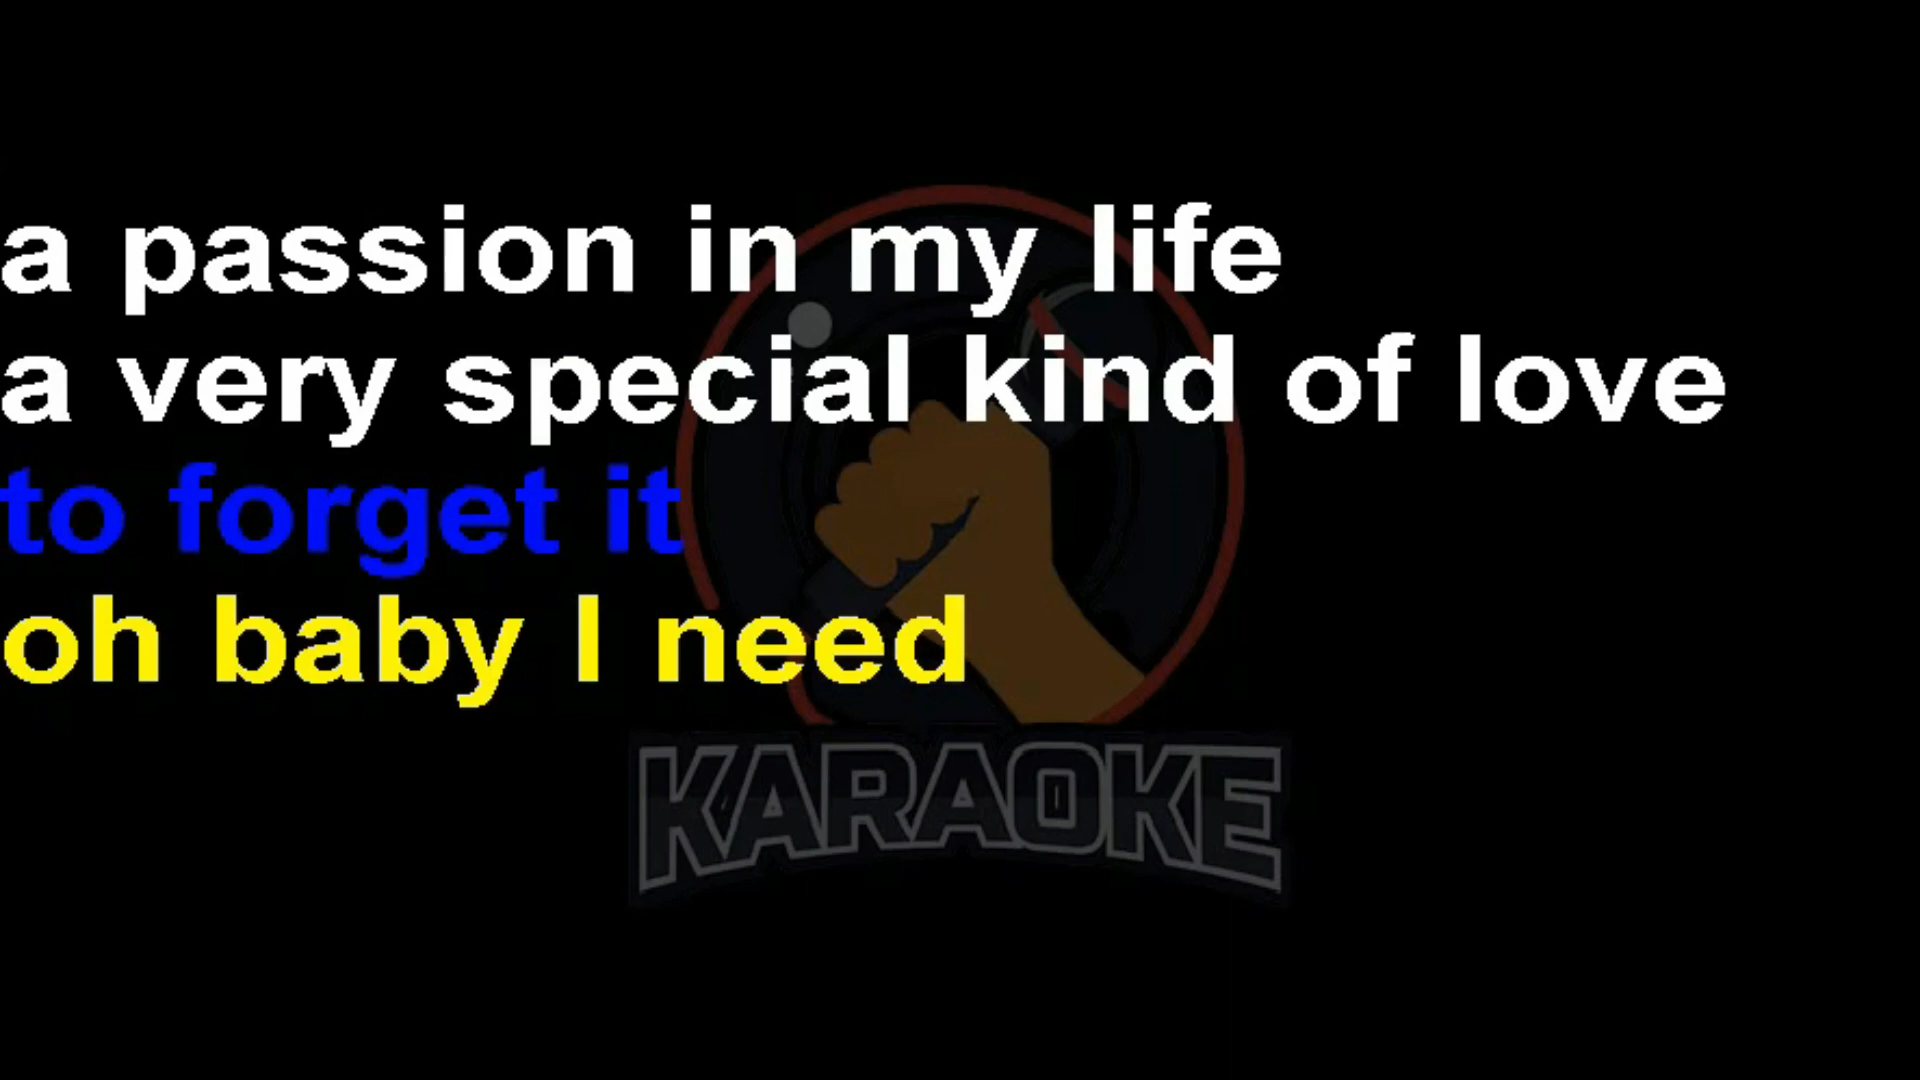 a passion in my life
a very special kind of love
to forget it
oh baby I need
KARAOKE